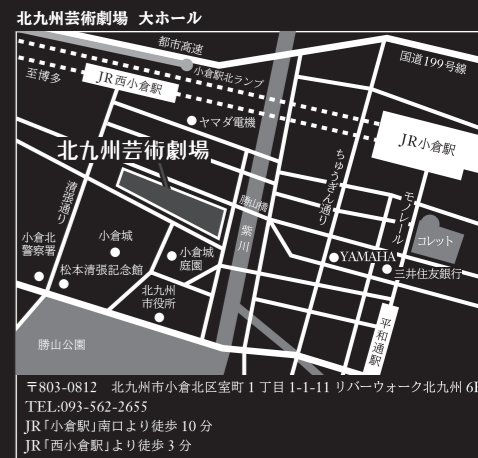 北九州芸術劇場 大ホール
都市高速
国道199号線
小倉駅北ランプ
至博多
JR西小倉駅
ヤマダ電機
JR小倉駅
北九州芸術劇場
ちゅうぎん通り
清張通り
モノレール
勝山橋
紫川
コレット
小倉北
警察署
小倉城
小倉城
庭園
YAMAHA
三井住友銀行
松本清張記念館
北九州
市役所
平和通駅
勝山公園
〒803-0812 北九州市小倉北区室町1丁目1-1-11 リバーウォーク北九州 6F
TEL:093-562-2655
JR「小倉駅」南口より徒歩10分
JR「西小倉駅」より徒歩3分